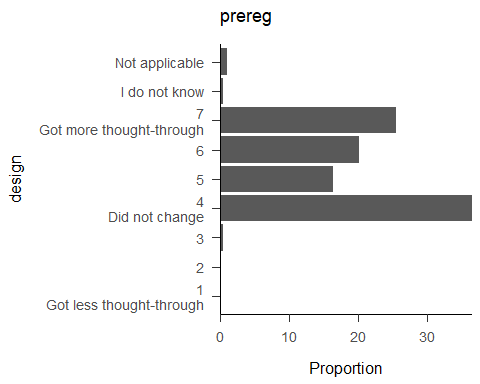 prereg
Not applicable
I do not know
7
Got more thought-through
6
5
4
Did not change
3
2
1
Got less thought-through
design
0 10 20 30
Proportion